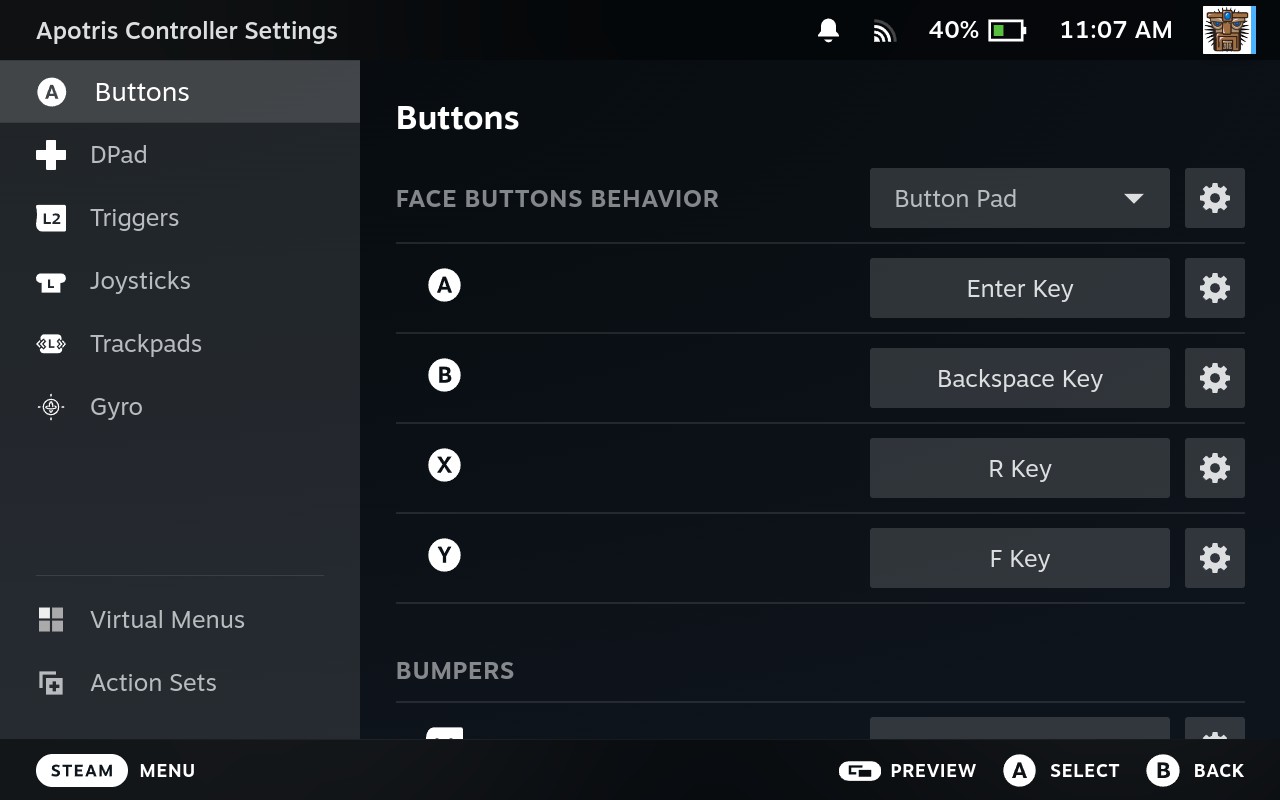 Apotris Controller Settings
40%
11:07 AM
A Buttons
DPad
L2 Triggers
L Joysticks
L Trackpads
Gyro
Virtual Menus
Action Sets
Buttons
FACE BUTTONS BEHAVIOR
Button Pad
A
Enter Key
B
Backspace Key
X
R Key
Y
F Key
BUMPERS
STEAM MENU
PREVIEW
A SELECT
B BACK